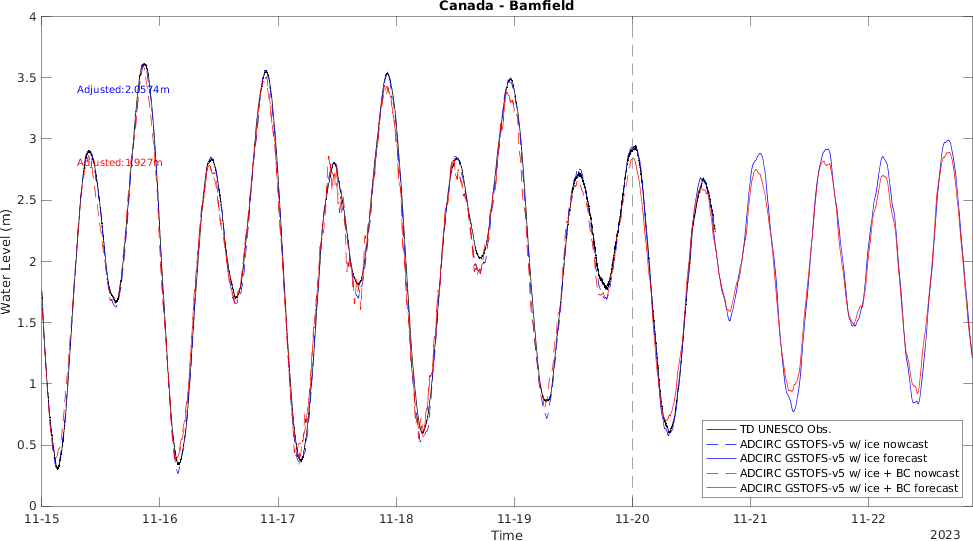 Canada - Bamfield
4
3.5
3
2.5
2
1.5
1
0.5
0
Water Level (m)
Adjusted:2.0574m
Adjusted:1.927m
TD UNESCO Obs.
ADCIRC GSTOFS-v5 w/ ice nowcast
ADCIRC GSTOFS-v5 w/ ice forecast
ADCIRC GSTOFS-v5 w/ ice + BC nowcast
ADCIRC GSTOFS-v5 w/ ice + BC forecast
11-15 11-16 11-17 11-18 11-19 11-20 11-21 11-22
Time
2023